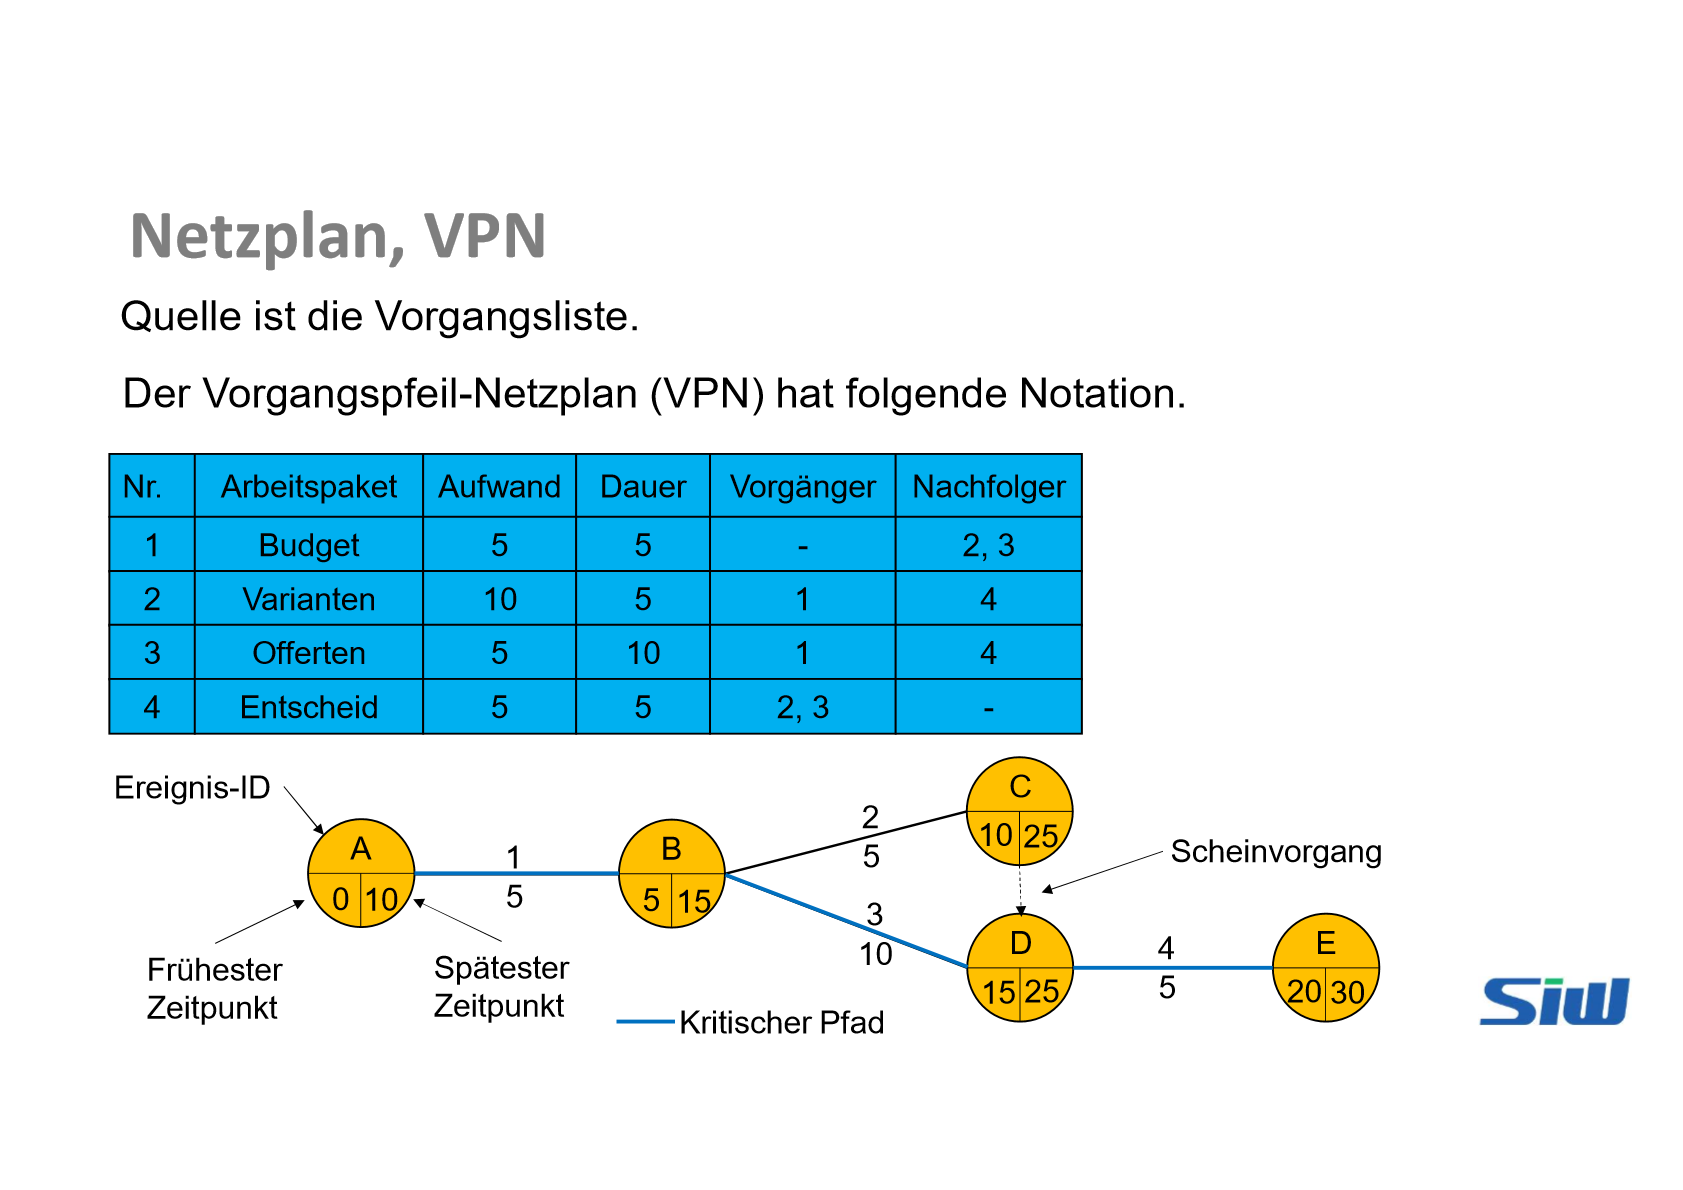 Netzplan, VPN
Quelle ist die Vorgangsliste.
Der Vorgangspfeil-Netzplan (VPN) hat folgende Notation.
Nr. Arbeitspaket Aufwand Dauer Vorgänger Nachfolger
1 Budget 5 5 - 2, 3
2 Varianten 10 5 1 4
3 Offerten 5 10 1 4
4 Entscheid 5 5 2, 3 -
Ereignis-ID
A
0 10
1
5
B
5 15
2
5
C
10 25
Scheinvorgang
3
10
D
15 25
4
5
E
20 30
Frühester
Zeitpunkt
Spätester
Zeitpunkt
Kritischer Pfad
Siw